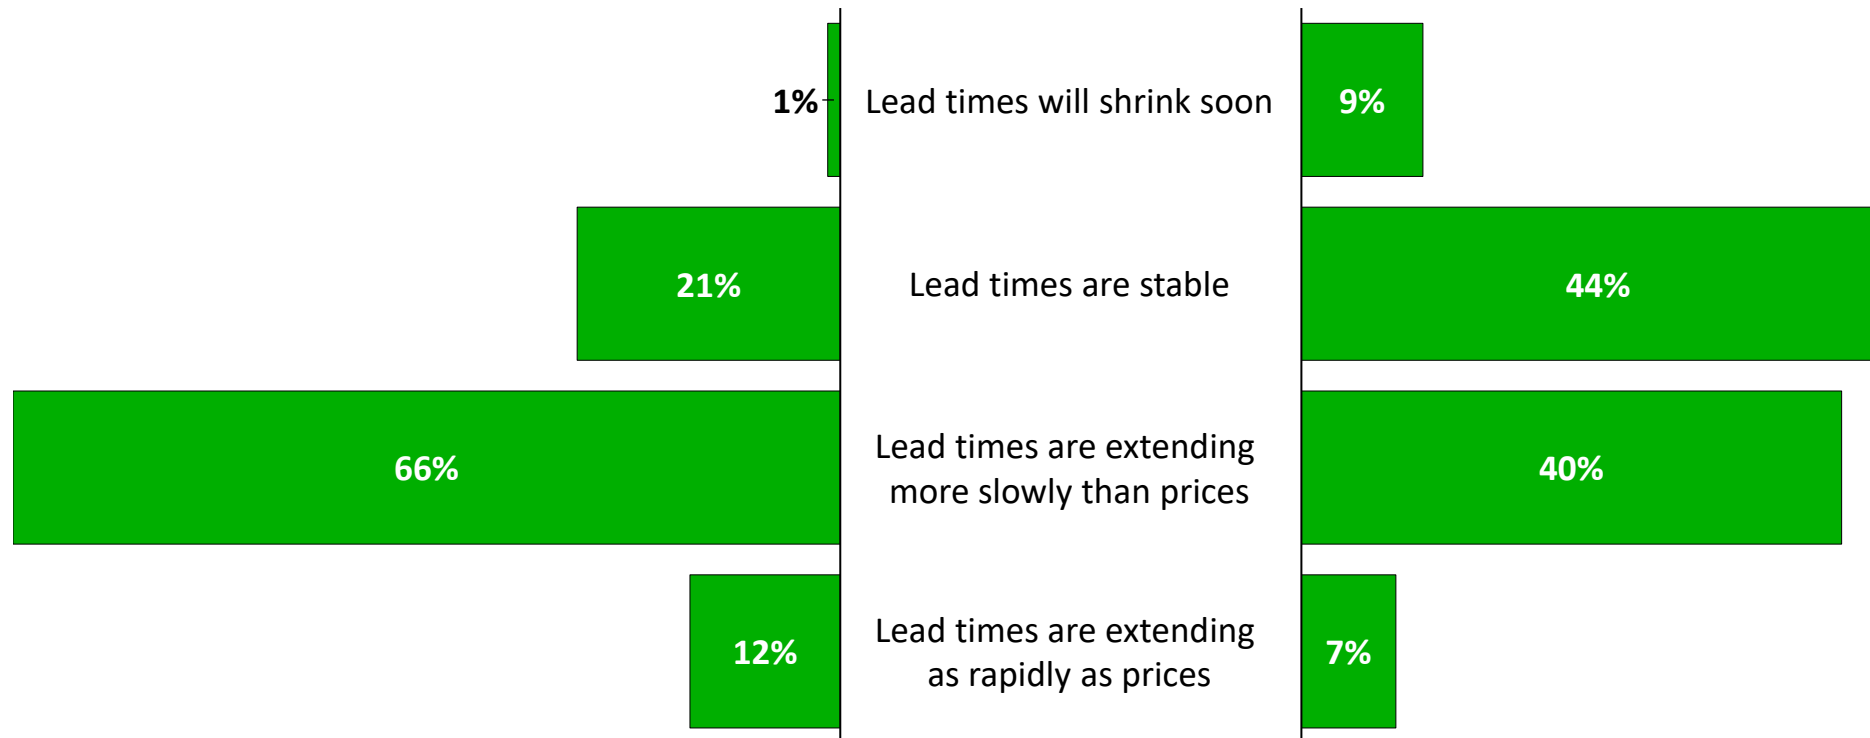 1%
Lead times will shrink soon
9%
21%
Lead times are stable
44%
66%
Lead times are extending
more slowly than prices
40%
12%
Lead times are extending
as rapidly as prices
7%